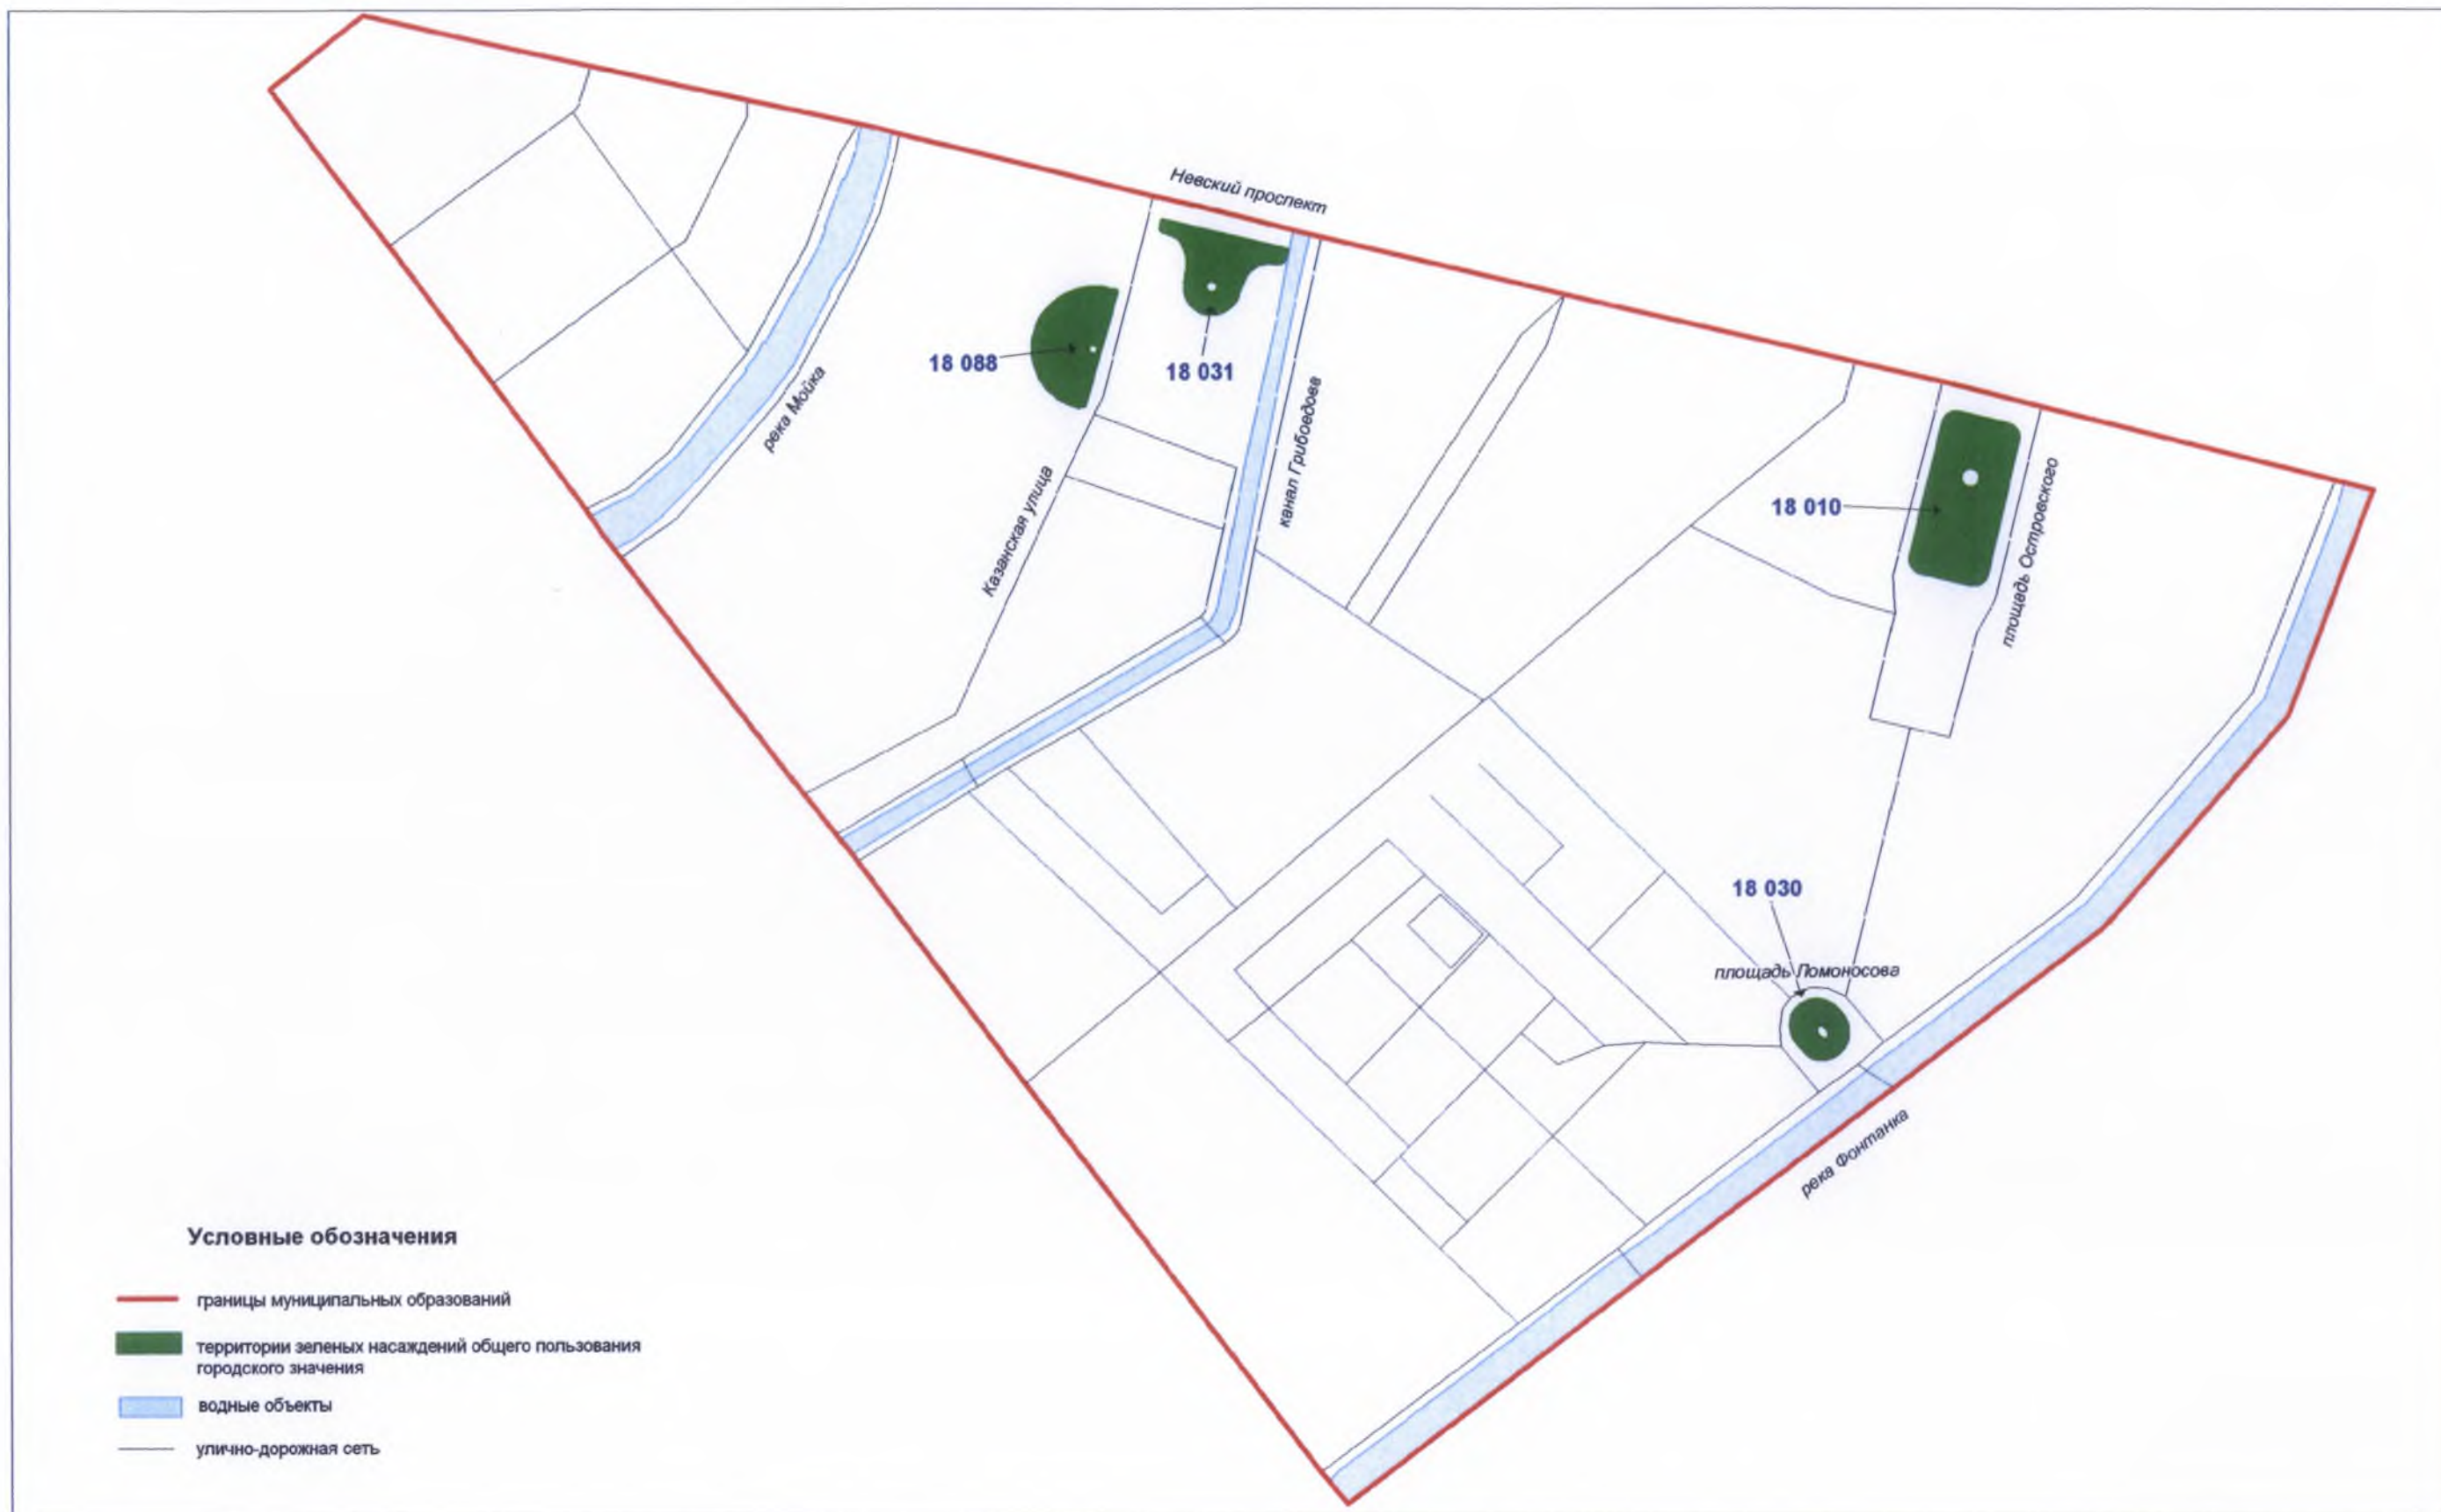 Невский проспект
18 088
18 031
река Мойка
Казанская улица
канал Грибоедова
18 010
площадь Островского
18 030
площадь Ломоносова
река Фонтанка
Условные обозначения
границы муниципальных образований
территории зеленых насаждений общего пользования
городского значения
водные объекты
улично-дорожная сеть